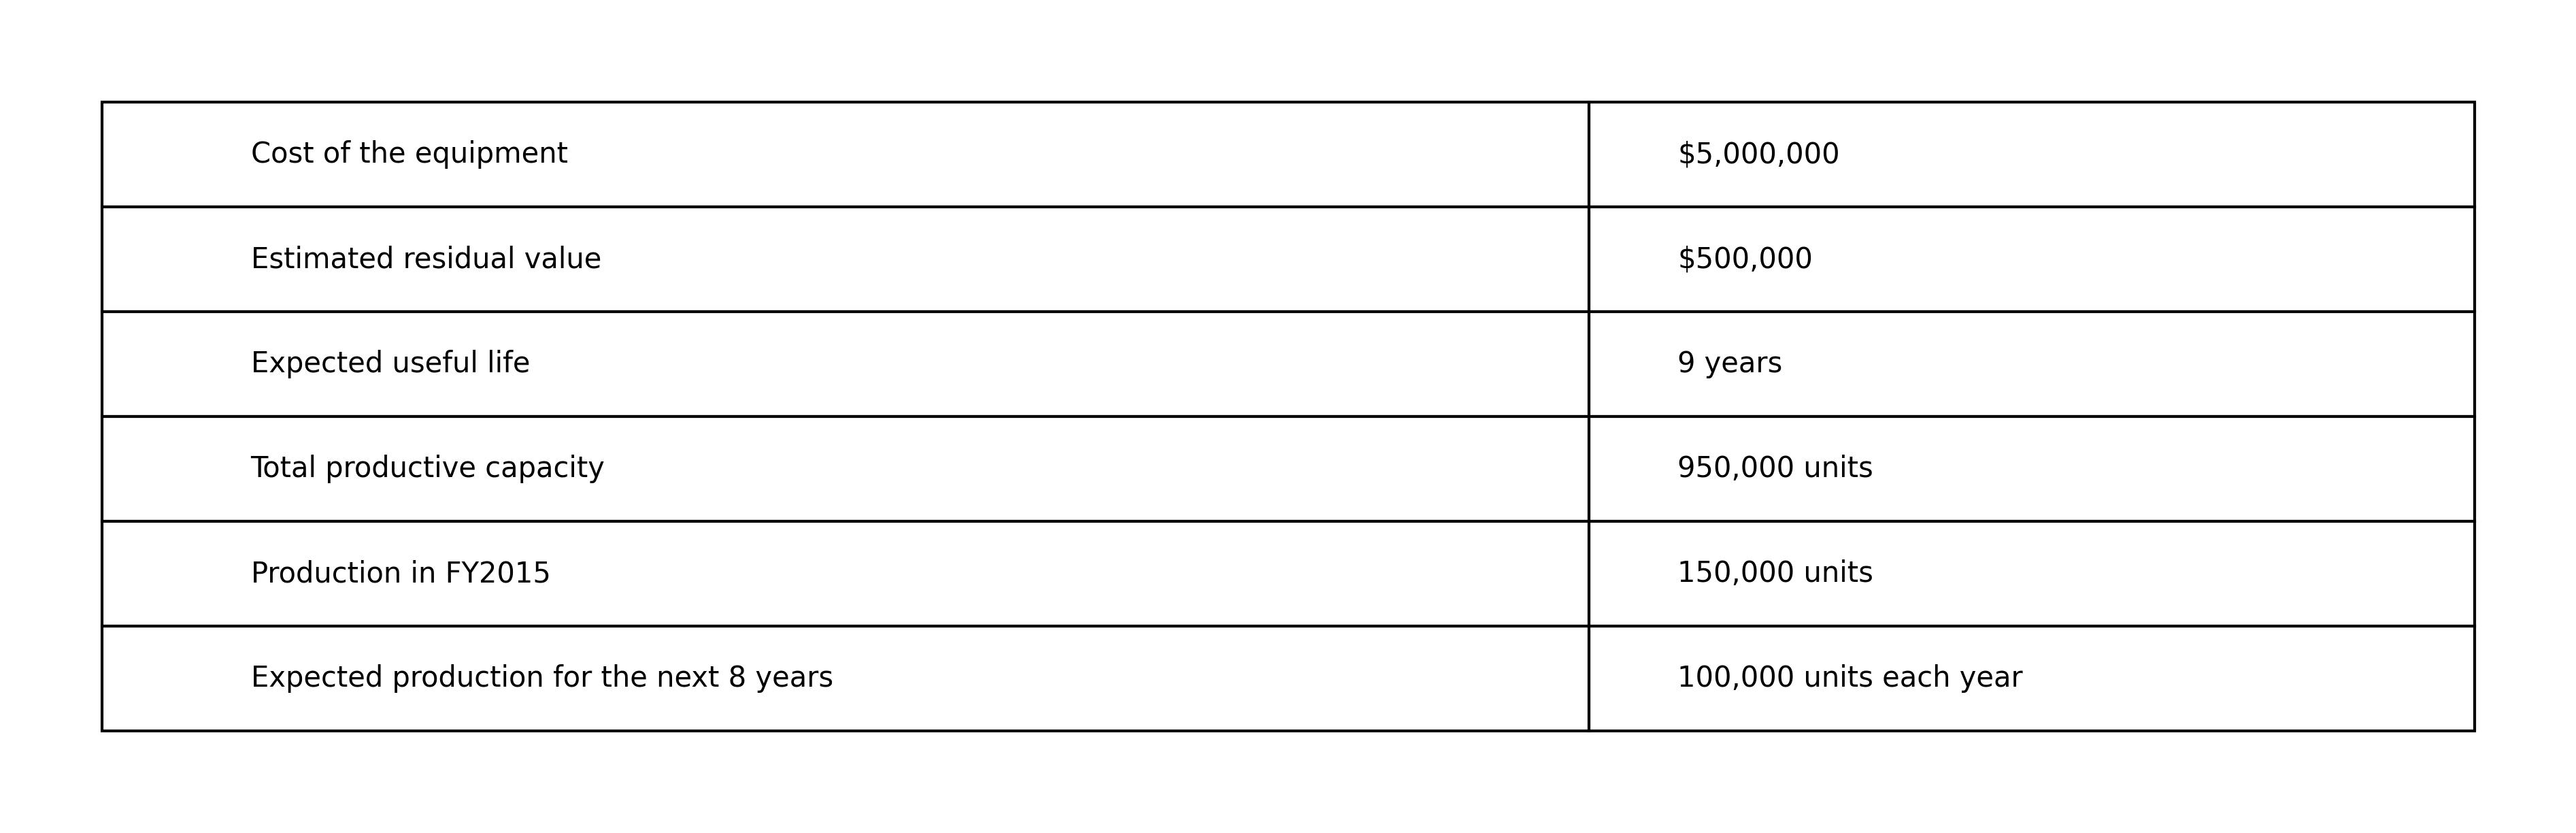 Cost of the equipment $5,000,000
Estimated residual value $500,000
Expected useful life 9 years
Total productive capacity 950,000 units
Production in FY2015 150,000 units
Expected production for the next 8 years 100,000 units each year